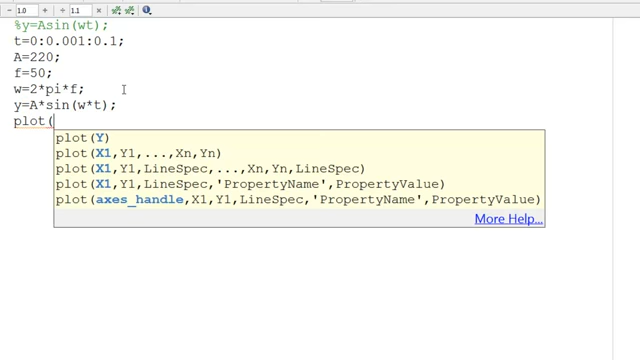 − 1.0 + ÷ 1.1 ×
%y=Asin(wt);
t=0:0.001:0.1;
A=220;
f=50;
w=2*pi*f;
y=A*sin(w*t);
plot(
plot(Y)
plot(X1,Y1,...,Xn,Yn)
plot(X1,Y1,LineSpec,...,Xn,Yn,LineSpec)
plot(X1,Y1,LineSpec,'PropertyName',PropertyValue)
plot(axes_handle,X1,Y1,LineSpec,'PropertyName',PropertyValue)
More Help...